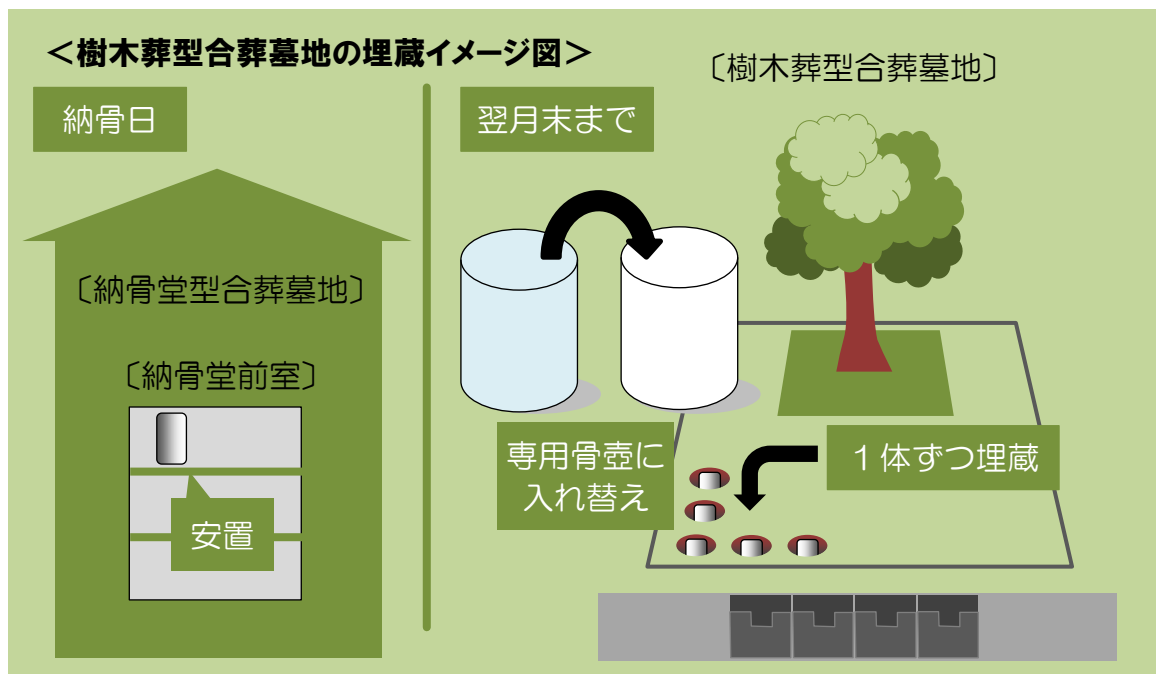 ＜樹木葬型合葬墓地の埋蔵イメージ図＞
納骨日
〔納骨堂型合葬墓地〕
〔納骨堂前室〕
安置
翌月末まで
〔樹木葬型合葬墓地〕
専用骨壺に
入れ替え
１体ずつ埋蔵